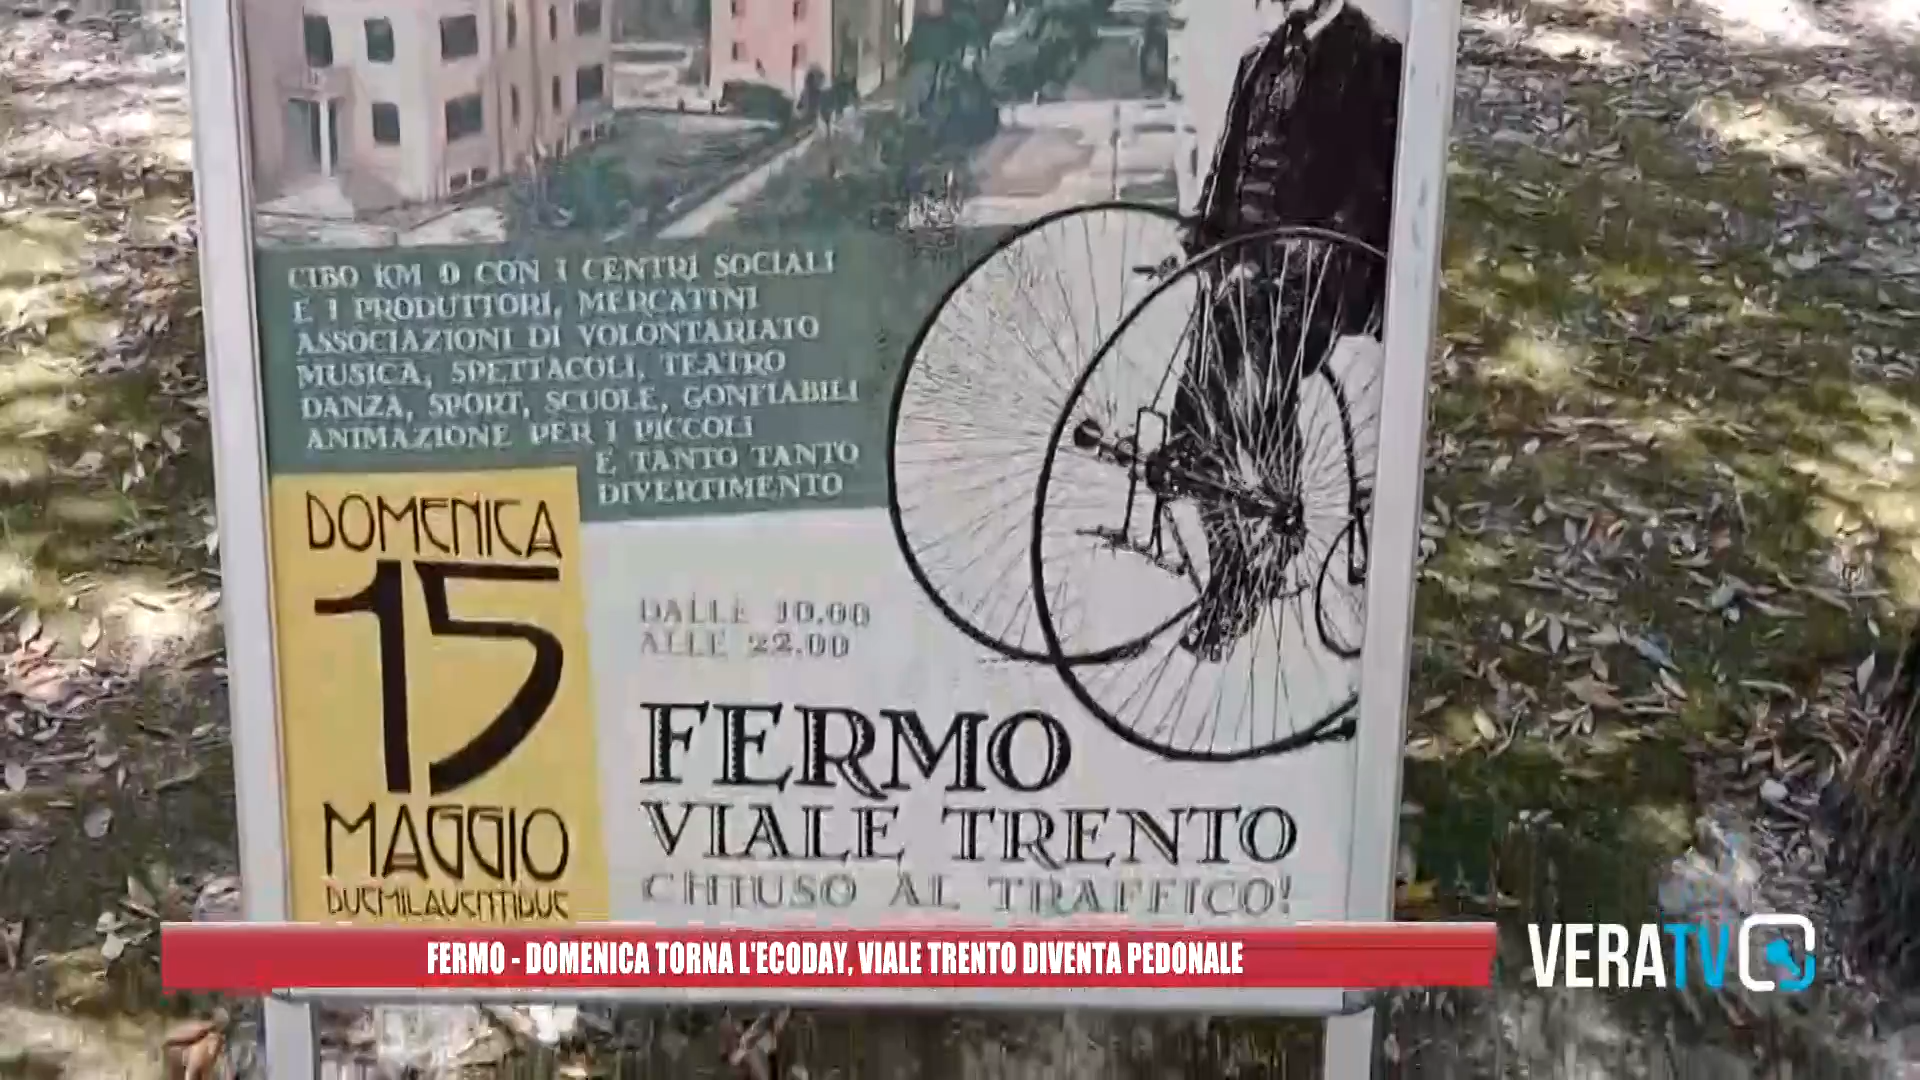 CIBO KM 0 CON I CENTRI SOCIALI
E I PRODUTTORI, MERCATINI
ASSOCIAZIONI DI VOLONTARIATO
MUSICA, SPETTACOLI, TEATRO
DANZA, SPORT, SCUOLE, GONFIABILI
ANIMAZIONE PER I PICCOLI
E TANTO TANTO
DIVERTIMENTO
DOMENICA
15
MAGGIO
DUEMILAVENTIDUE
DALLE 10.00
ALLE 22.00
FERMO
VIALE TRENTO
CHIUSO AL TRAFFICO!
FERMO - DOMENICA TORNA L'ECODAY, VIALE TRENTO DIVENTA PEDONALE
VERATV